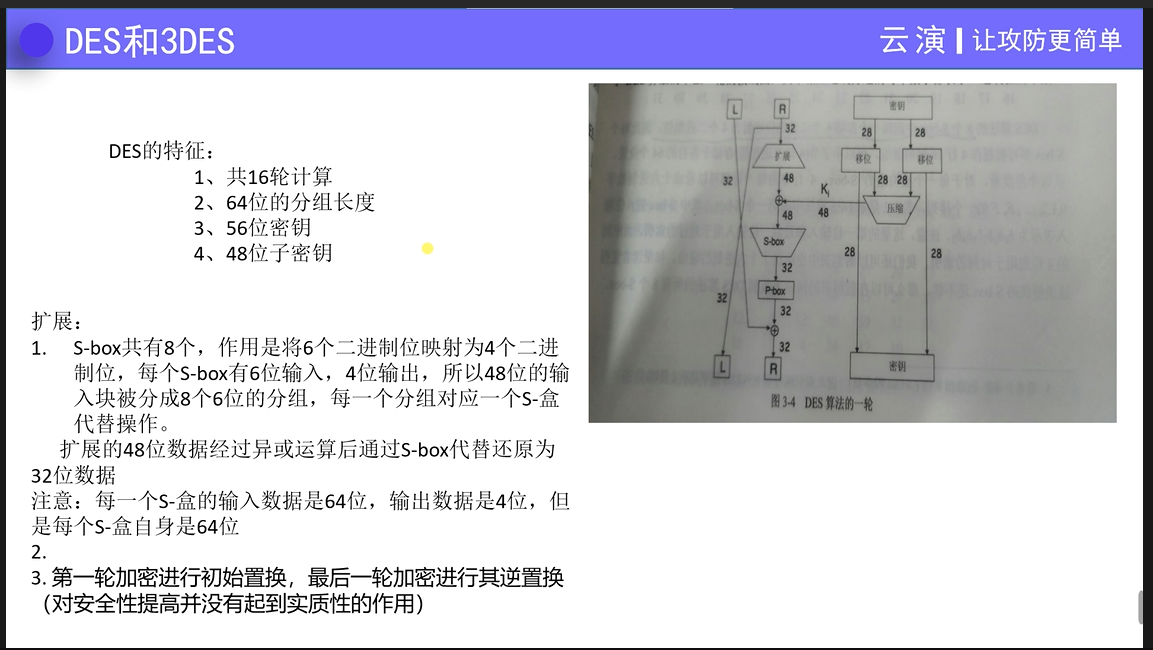 DES和3DES
云演 让攻防更简单
DES的特征：
1、共16轮计算
2、64位的分组长度
3、56位密钥
4、48位子密钥
扩展：
1. S-box共有8个，作用是将6个二进制位映射为4个二进
制位，每个S-box有6位输入，4位输出，所以48位的输
入块被分成8个6位的分组，每一个分组对应一个S-盒
代替操作。
扩展的48位数据经过异或运算后通过S-box代替还原为
32位数据
注意：每一个S-盒的输入数据是64位，输出数据是4位，但
是每个S-盒自身是64位
2.
3. 第一轮加密进行初始置换，最后一轮加密进行其逆置换
（对安全性提高并没有起到实质性的作用）
L R 密钥
32 28 28
扩展 移位 移位
32 48 28 28
Ki 压缩
48 48
S-box 28 28
32
32 P-box
32
32
L R 密钥
图3-4 DES 算法的一轮